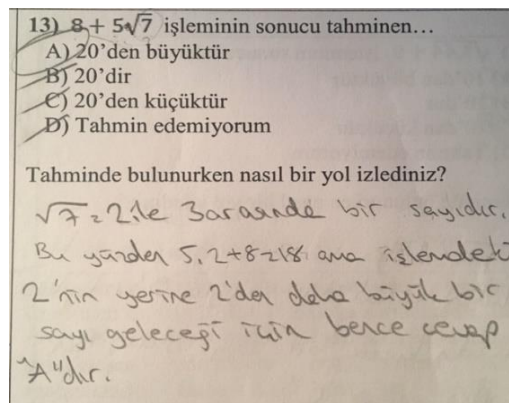 13) 8 + 5√7 işleminin sonucu tahminen…
A) 20’den büyüktür
B) 20’dir
C) 20’den küçüktür
D) Tahmin edemiyorum
Tahminde bulunurken nasıl bir yol izlediniz?
√7 = 2 ile 3 arasında bir sayıdır.
Bu yüzden 5.2+8=18 ama işlemdeki
2'nin yerine 2'den daha büyük bir
sayı geleceği için bence cevap
"A"dır.